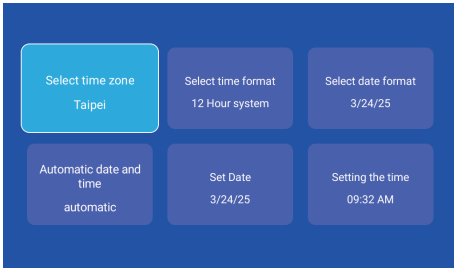 Select time zone
Taipei
Select time format
12 Hour system
Select date format
3/24/25
Automatic date and
time
automatic
Set Date
3/24/25
Setting the time
09:32 AM